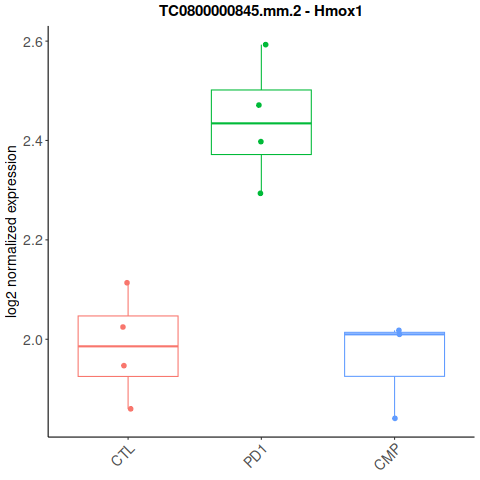 TC0800000845.mm.2 - Hmox1
log2 normalized expression
2.6
2.4
2.2
2.0
CTL
PD1
CMP